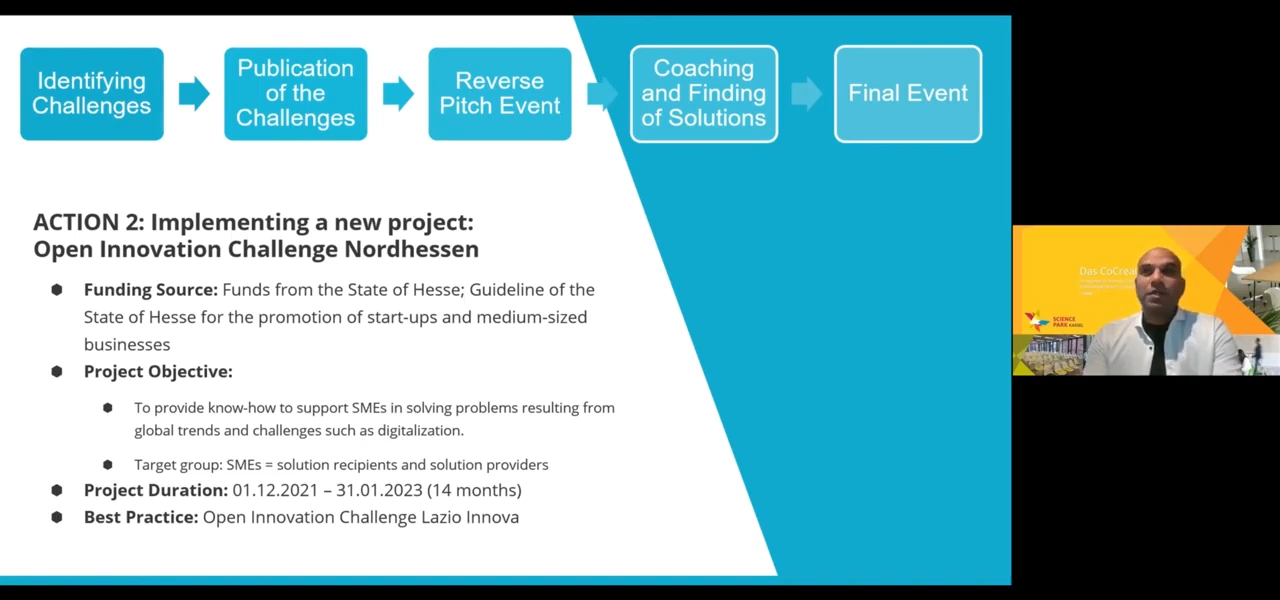 Identifying
Challenges
Publication
of the
Challenges
Reverse
Pitch Event
Coaching
and Finding
of Solutions
Final Event
ACTION 2: Implementing a new project:
Open Innovation Challenge Nordhessen
Funding Source: Funds from the State of Hesse; Guideline of the
State of Hesse for the promotion of start-ups and medium-sized
businesses
Project Objective:
To provide know-how to support SMEs in solving problems resulting from
global trends and challenges such as digitalization.
Target group: SMEs = solution recipients and solution providers
Project Duration: 01.12.2021 – 31.01.2023 (14 months)
Best Practice: Open Innovation Challenge Lazio Innova
Das CoCrea
SCIENCE
PARK KASSEL